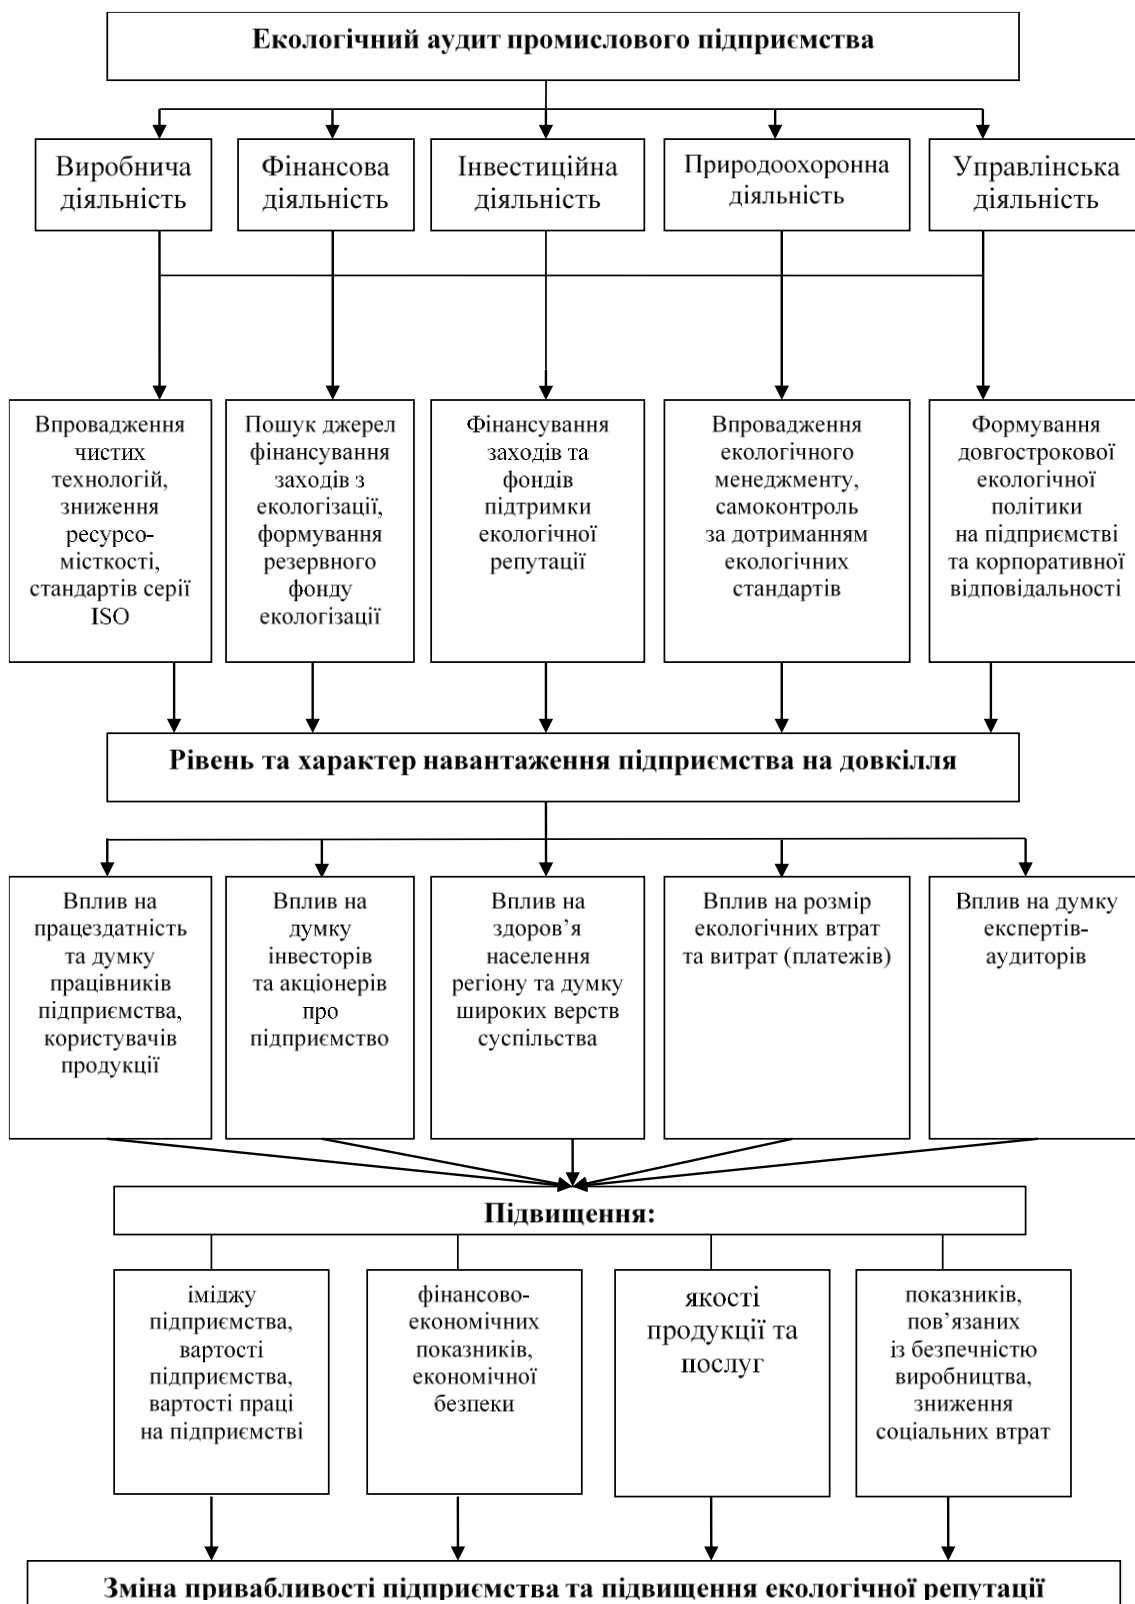 Екологічний аудит промислового підприємства
Виробнича
діяльність
Фінансова
діяльність
Інвестиційна
діяльність
Природоохоронна
діяльність
Управлінська
діяльність
Впровадження
чистих
технологій,
зниження
ресурсо-
місткості,
стандартів серії
ISO
Пошук джерел
фінансування
заходів з
екологізації,
формування
резервного
фонду
екологізації
Фінансування
заходів та
фондів
підтримки
екологічної
репутації
Впровадження
екологічного
менеджменту,
самоконтроль
за дотриманням
екологічних
стандартів
Формування
довгострокової
екологічної
політики
на підприємстві
та корпоративної
відповідальності
Рівень та характер навантаження підприємства на довкілля
Вплив на
працездатність
та думку
працівників
підприємства,
користувачів
продукції
Вплив на
думку
інвесторів
та акціонерів
про
підприємство
Вплив на
здоров’я
населення
регіону та думку
широких верств
суспільства
Вплив на розмір
екологічних втрат
та витрат (платежів)
Вплив на думку
експертів-
аудиторів
Підвищення:
іміджу
підприємства,
вартості
підприємства,
вартості праці
на підприємстві
фінансово-
економічних
показників,
економічної
безпеки
якості
продукції та
послуг
показників,
пов’язаних
із безпечністю
виробництва,
зниження
соціальних втрат
Зміна привабливості підприємства та підвищення екологічної репутації